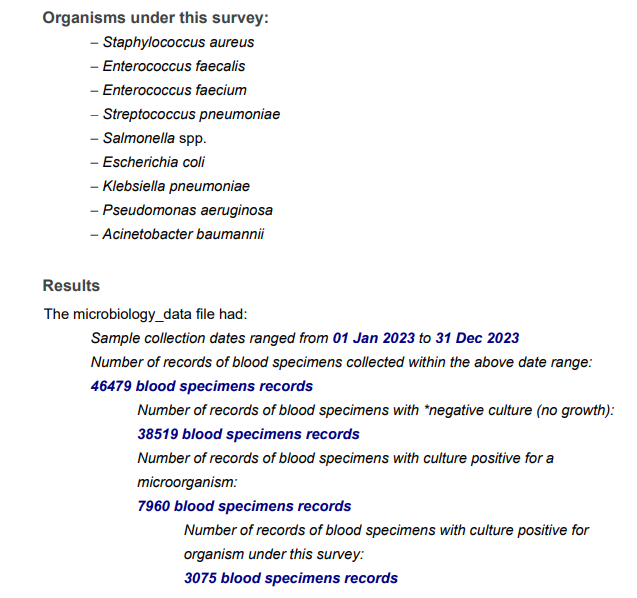 Organisms under this survey:
– Staphylococcus aureus
– Enterococcus faecalis
– Enterococcus faecium
– Streptococcus pneumoniae
– Salmonella spp.
– Escherichia coli
– Klebsiella pneumoniae
– Pseudomonas aeruginosa
– Acinetobacter baumannii
Results
The microbiology_data file had:
Sample collection dates ranged from 01 Jan 2023 to 31 Dec 2023
Number of records of blood specimens collected within the above date range:
46479 blood specimens records
Number of records of blood specimens with *negative culture (no growth):
38519 blood specimens records
Number of records of blood specimens with culture positive for a
microorganism:
7960 blood specimens records
Number of records of blood specimens with culture positive for
organism under this survey:
3075 blood specimens records